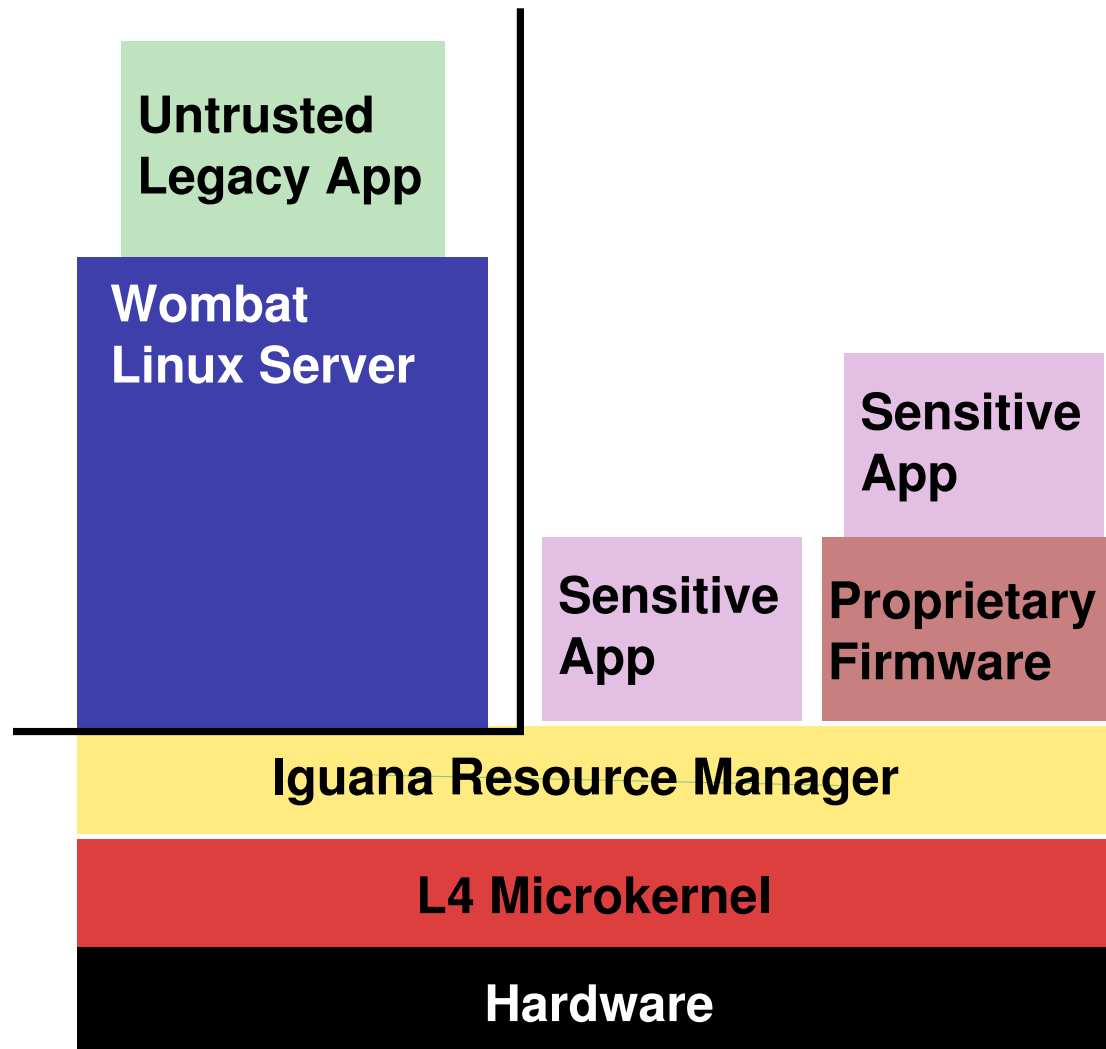 Untrusted
Legacy App
Wombat
Linux Server
Sensitive
App
Sensitive
App
Proprietary
Firmware
Iguana Resource Manager
L4 Microkernel
Hardware